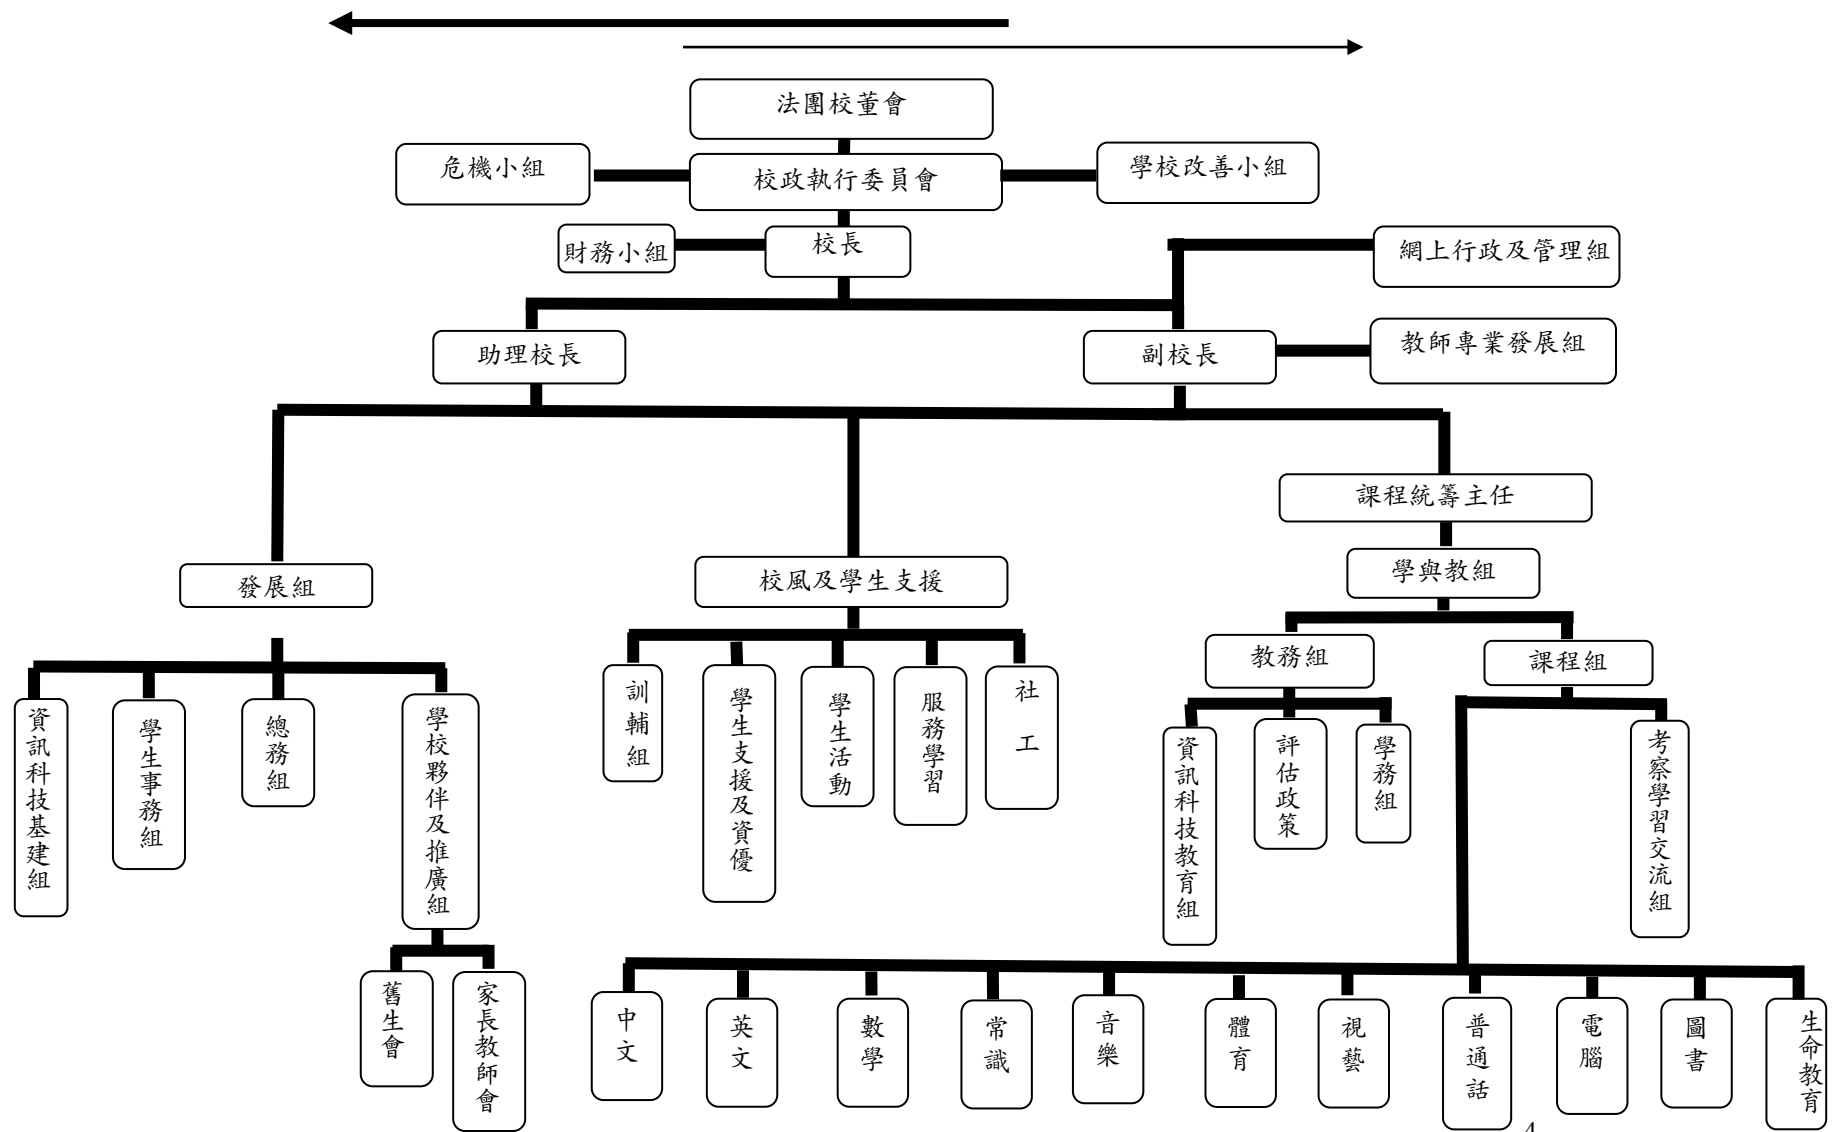 法團校董會
危機小組
校政執行委員會
學校改善小組
財務小組
校長
網上行政及管理組
助理校長
副校長
教師專業發展組
課程統籌主任
發展組
校風及學生支援
學與教組
教務組
課程組
資訊科技基建組
學生事務組
總務組
學校夥伴及推廣組
訓輔組
學生支援及資優
學生活動
服務學習
社工
資訊科技教育組
評估政策
學務組
考察學習交流組
舊生會
家長教師會
中文
英文
數學
常識
音樂
體育
視藝
普通話
電腦
圖書
生命教育
4